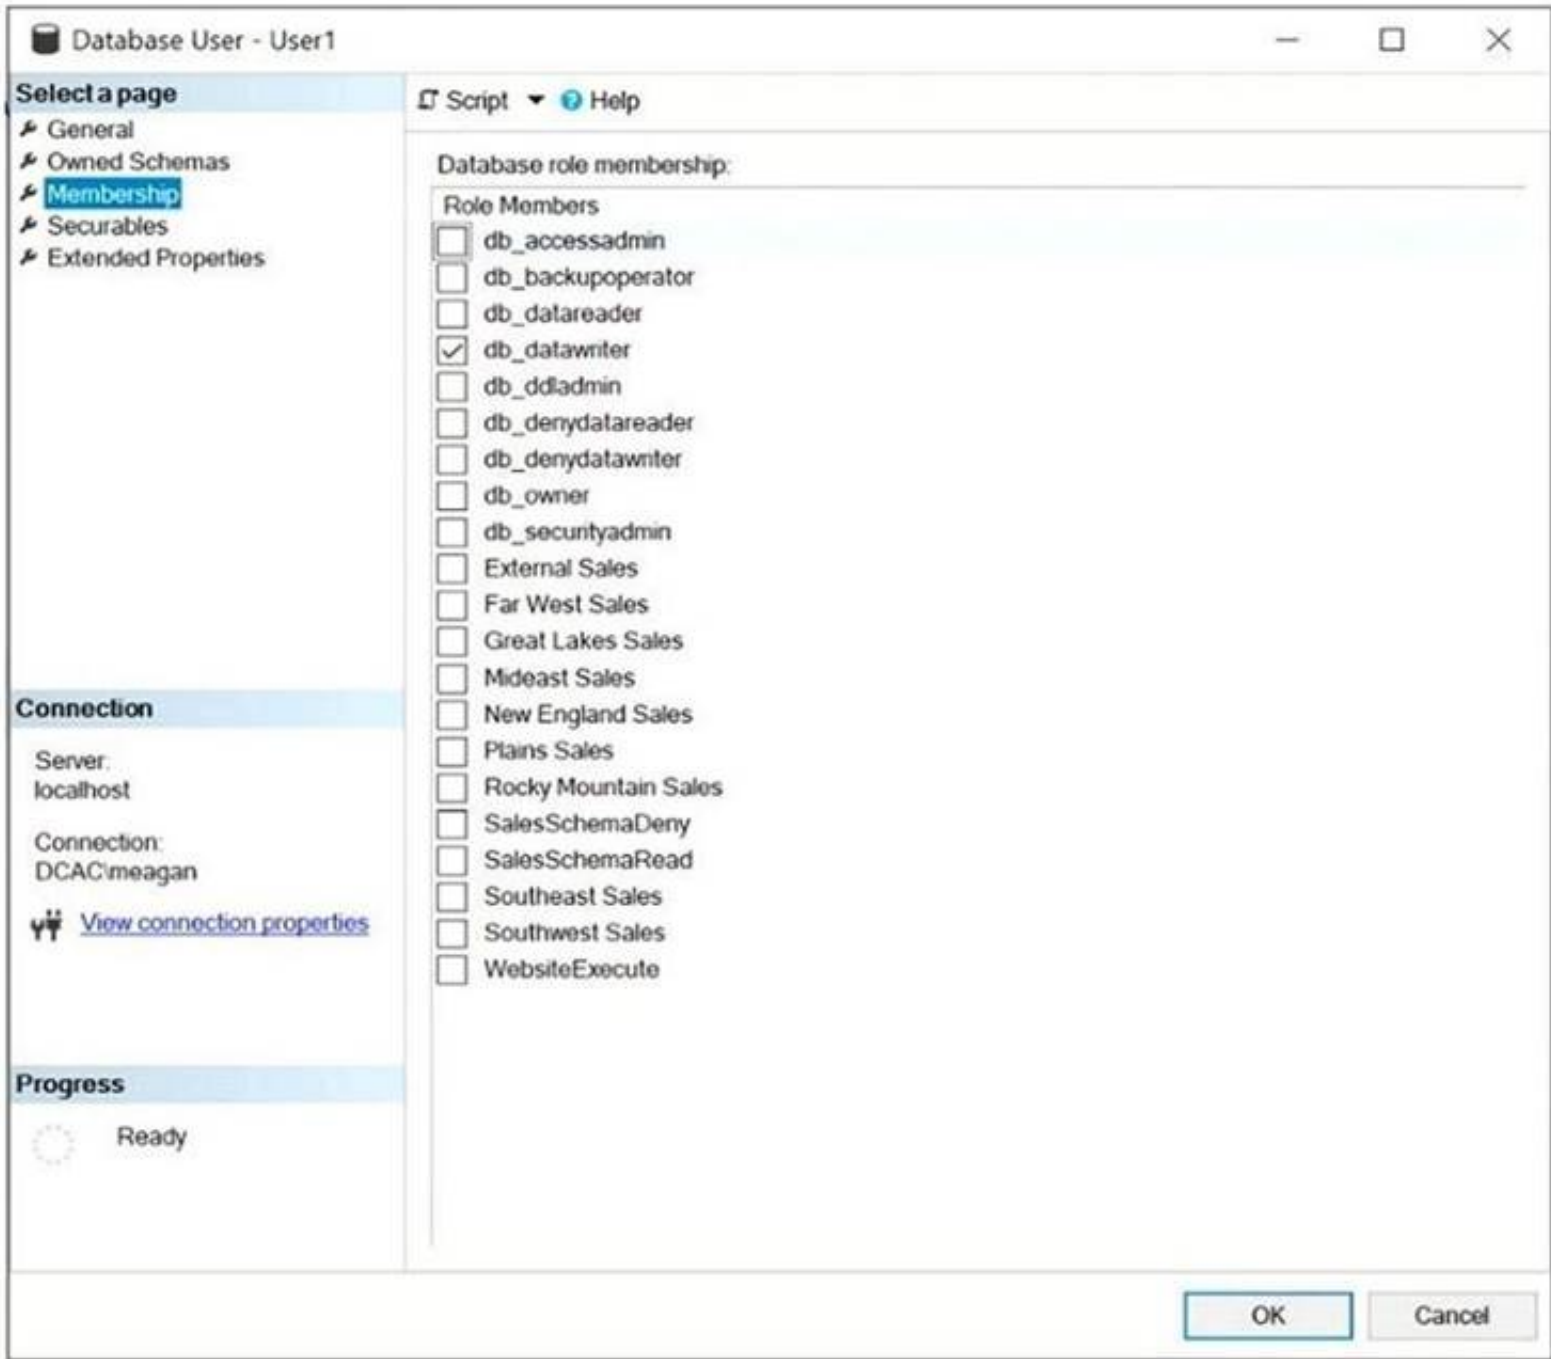 Database User - User1
Select a page
General
Owned Schemas
Membership
Securables
Extended Properties
Script
Help
Database role membership:
Role Members
db_accessadmin
db_backupoperator
db_datareader
db_datawriter
db_ddladmin
db_denydatareader
db_denydatawriter
db_owner
db_securityadmin
External Sales
Far West Sales
Great Lakes Sales
Mideast Sales
New England Sales
Plains Sales
Rocky Mountain Sales
SalesSchemaDeny
SalesSchemaRead
Southeast Sales
Southwest Sales
WebsiteExecute
Connection
Server:
localhost
Connection:
DCAC\meagan
View connection properties
Progress
Ready
OK
Cancel